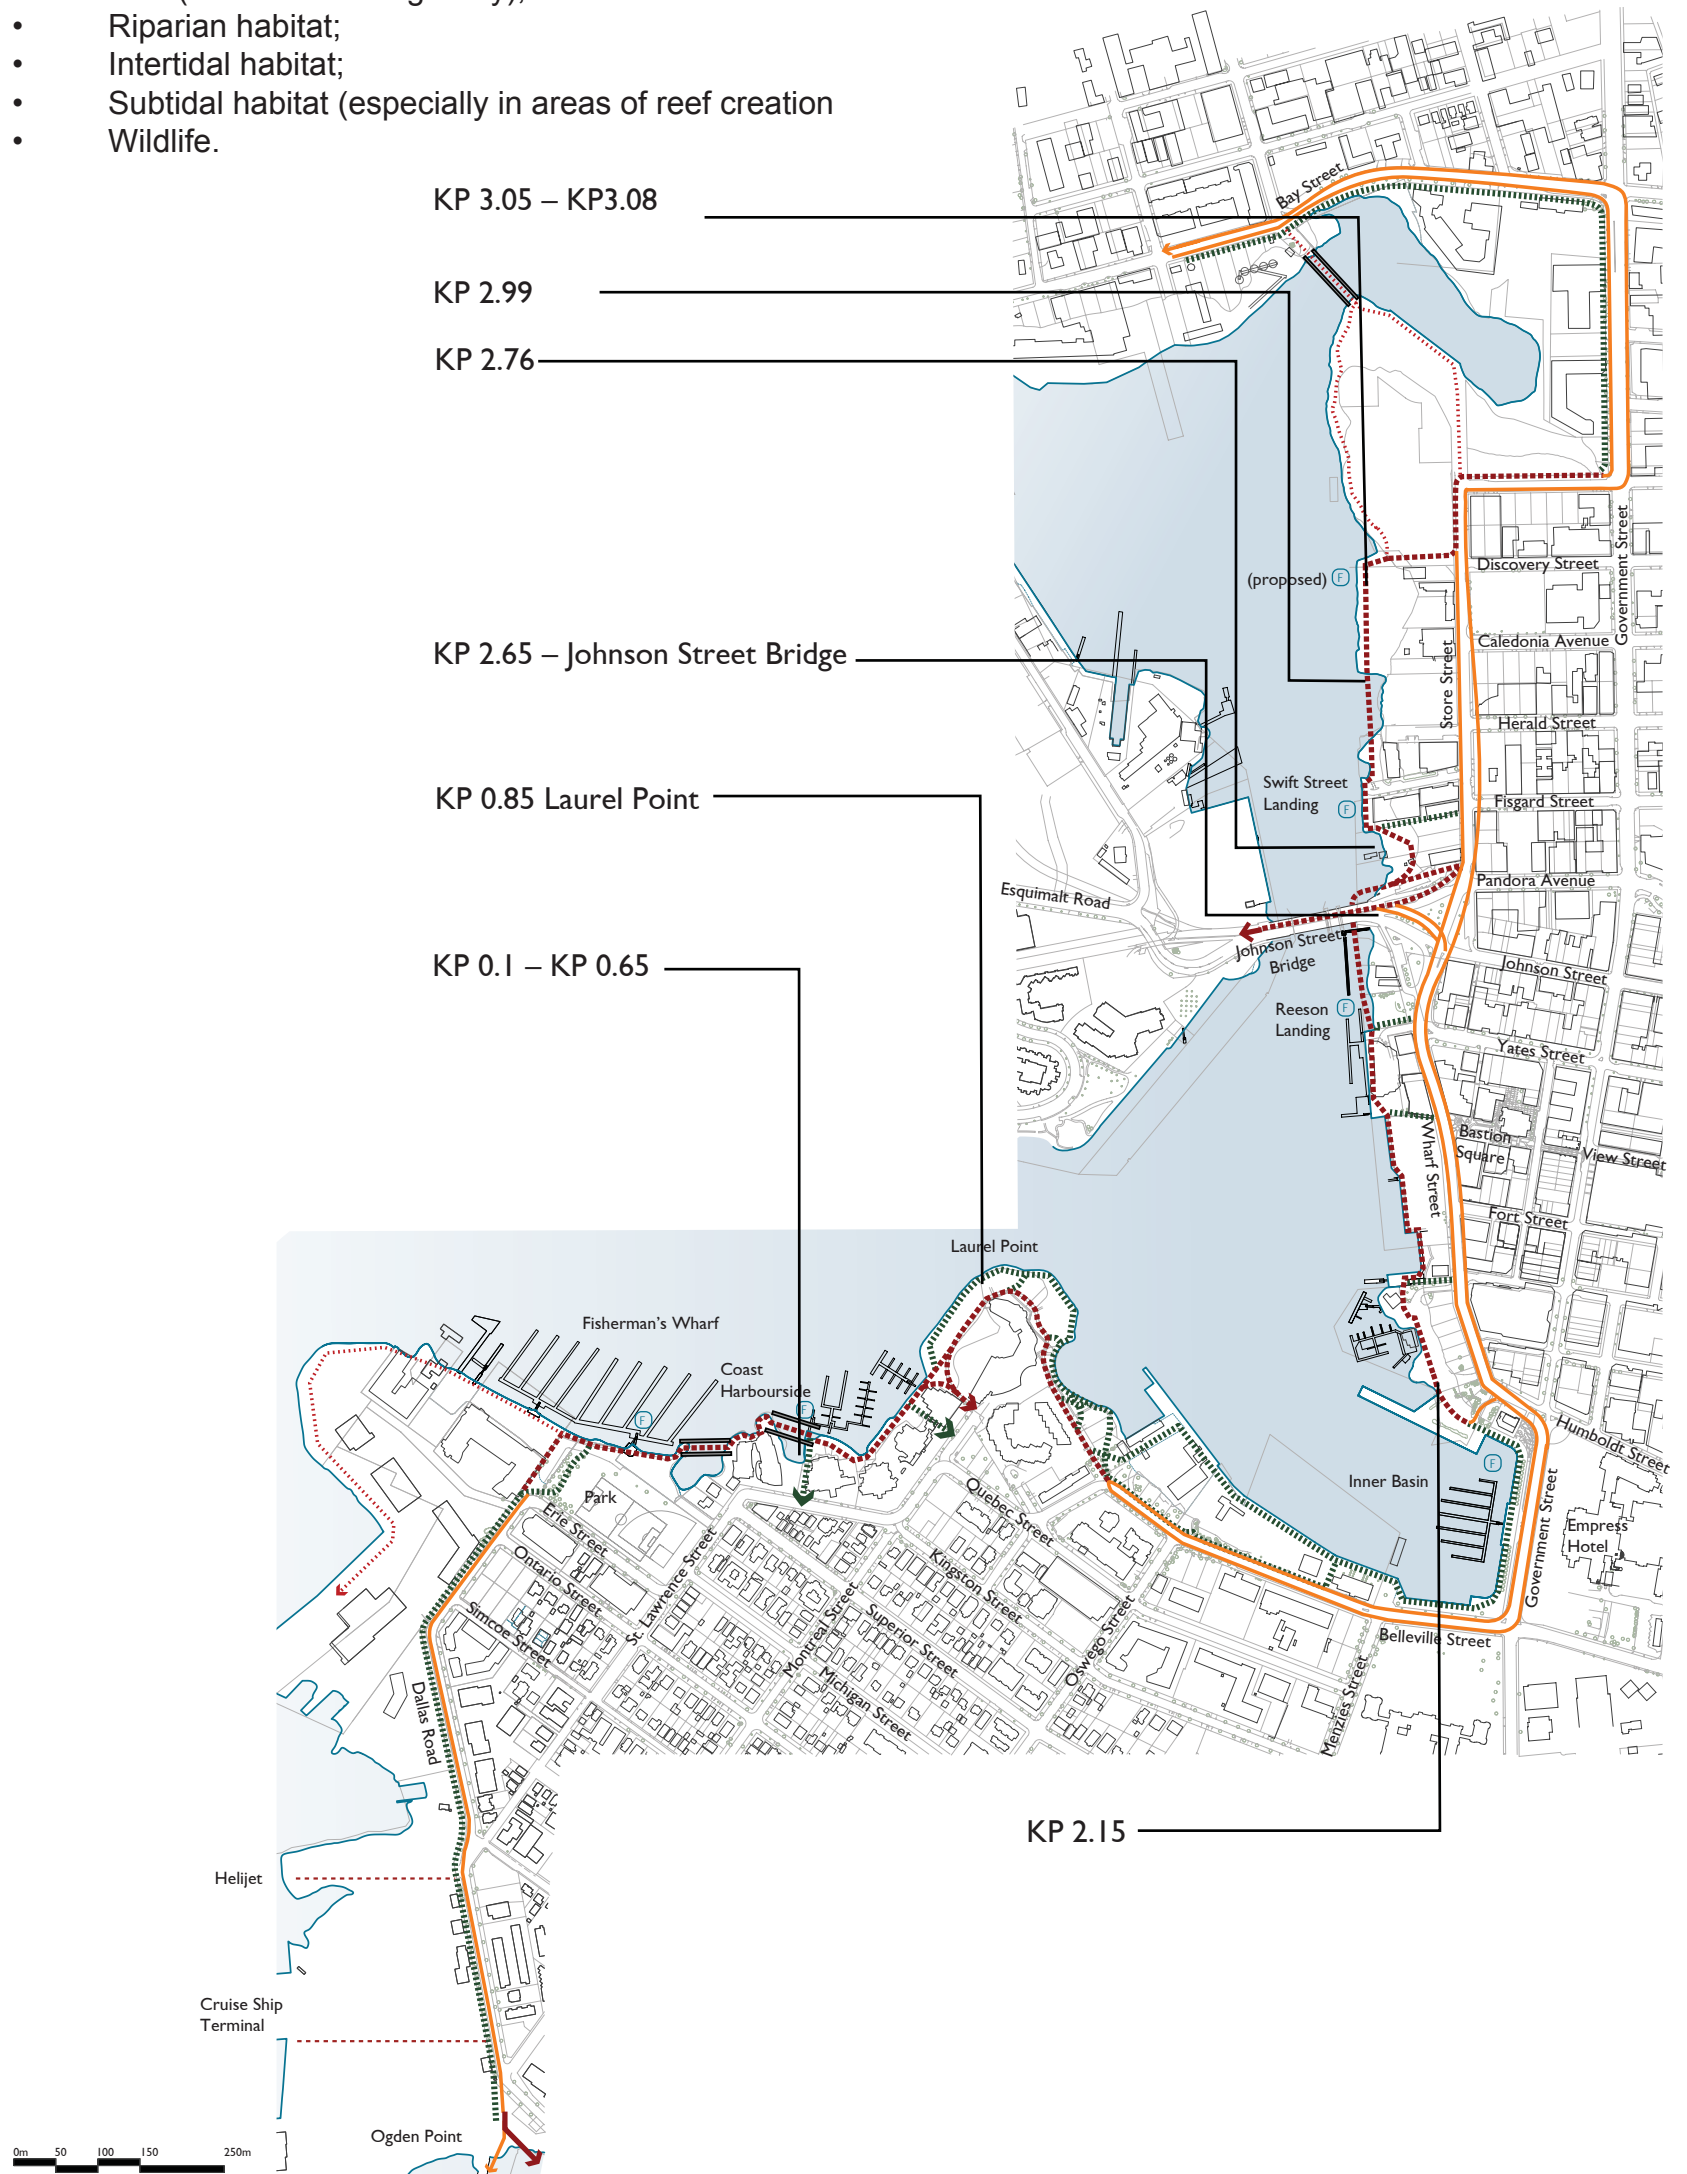 • Riparian habitat;
• Intertidal habitat;
• Subtidal habitat (especially in areas of reef creation
• Wildlife.
KP 3.05 – KP3.08
KP 2.99
KP 2.76
KP 2.65 – Johnson Street Bridge
KP 0.85 Laurel Point
KP 0.1 – KP 0.65
KP 2.15
Bay Street
Government Street
(proposed) F
Discovery Street
Caledonia Avenue
Store Street
Herald Street
Swift Street
Landing F
Fisgard Street
Pandora Avenue
Esquimalt Road
Johnson Street
Bridge
Johnson Street
Reeson F
Landing
Yates Street
Wharf Street
Bastion
Square
View Street
Fort Street
Laurel Point
Fisherman's Wharf
F
Coast
Harbourside
F
Humboldt Street
Inner Basin
F
Government Street
Empress
Hotel
Park
Erie Street
Ontario Street
Simcoe Street
St. Lawrence Street
Quebec Street
Kingston Street
Superior Street
Montreal Street
Michigan Street
Oswego Street
Belleville Street
Menzies Street
Dallas Road
Helijet
Cruise Ship
Terminal
Ogden Point
0m 50 100 150 250m